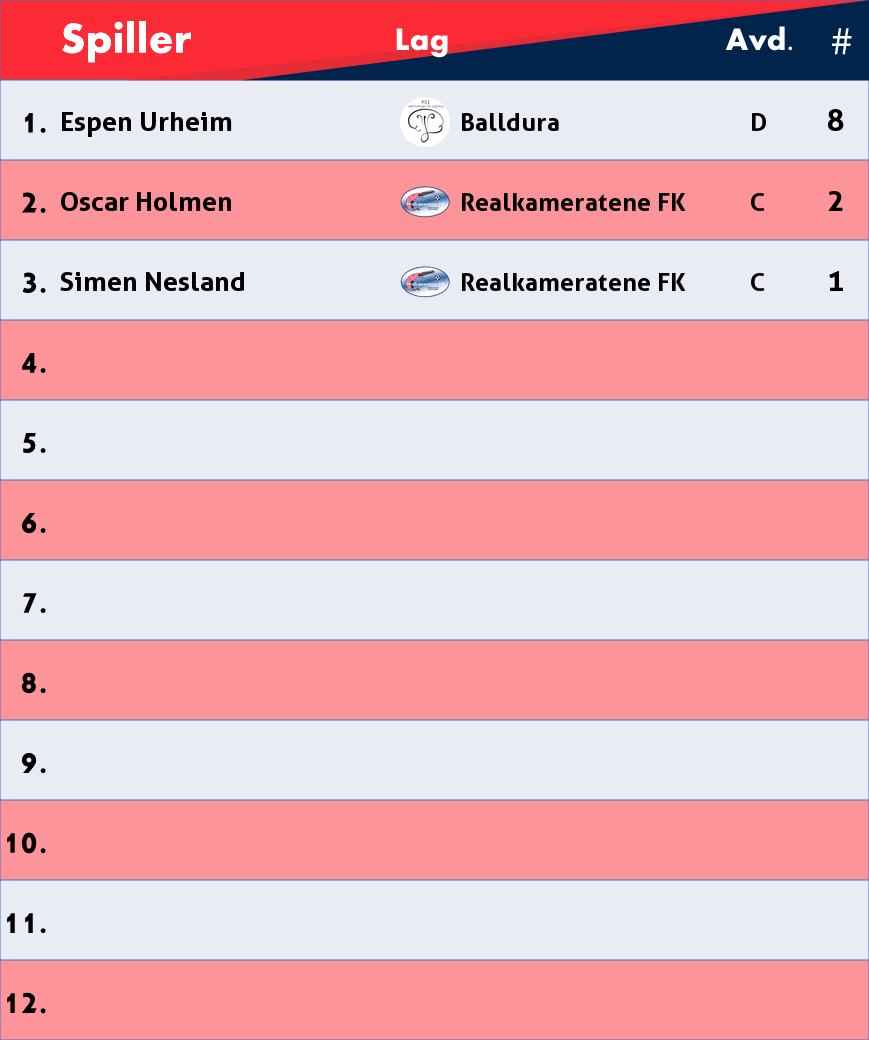 Spiller Lag Avd. #
1. Espen Urheim PSI Balldura D 8
2. Oscar Holmen Realkameratene FK C 2
3. Simen Nesland Realkameratene FK C 1
4.
5.
6.
7.
8.
9.
10.
11.
12.